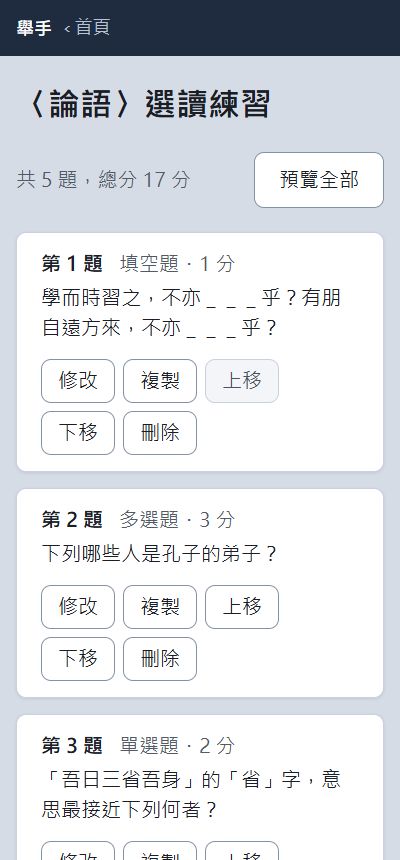 舉手 ‹ 首頁
〈論語〉選讀練習
共 5 題，總分 17 分 預覽全部
第 1 題 填空題 · 1 分
學而時習之，不亦＿＿＿乎？有朋
自遠方來，不亦＿＿＿乎？
修改 複製 上移
下移 刪除
第 2 題 多選題 · 3 分
下列哪些人是孔子的弟子？
修改 複製 上移
下移 刪除
第 3 題 單選題 · 2 分
「吾日三省吾身」的「省」字，意
思最接近下列何者？
修改 複製 上移